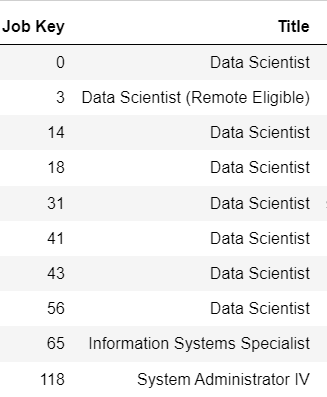 Job Key Title
0 Data Scientist
3 Data Scientist (Remote Eligible)
14 Data Scientist
18 Data Scientist
31 Data Scientist
41 Data Scientist
43 Data Scientist
56 Data Scientist
65 Information Systems Specialist
118 System Administrator IV